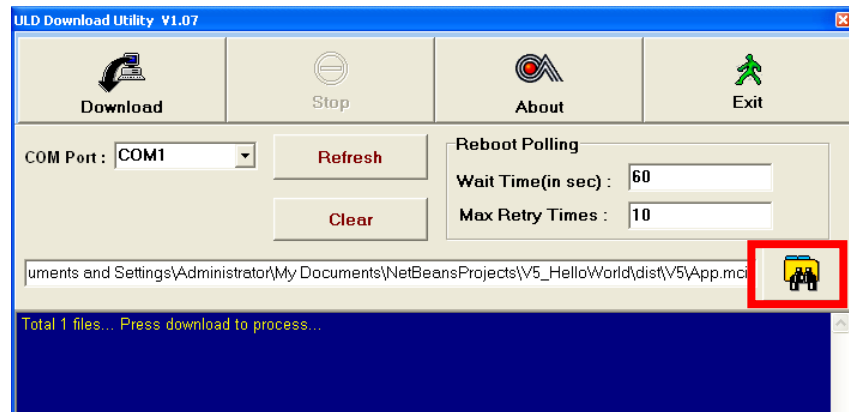 ULD Download Utility V1.07
Download
Stop
About
Exit
COM Port : COM1
Refresh
Clear
Reboot Polling
Wait Time(in sec) : 60
Max Retry Times : 10
uments and Settings\Administrator\My Documents\NetBeansProjects\V5_HelloWorld\dist\V5\App.mci
Total 1 files... Press download to process...